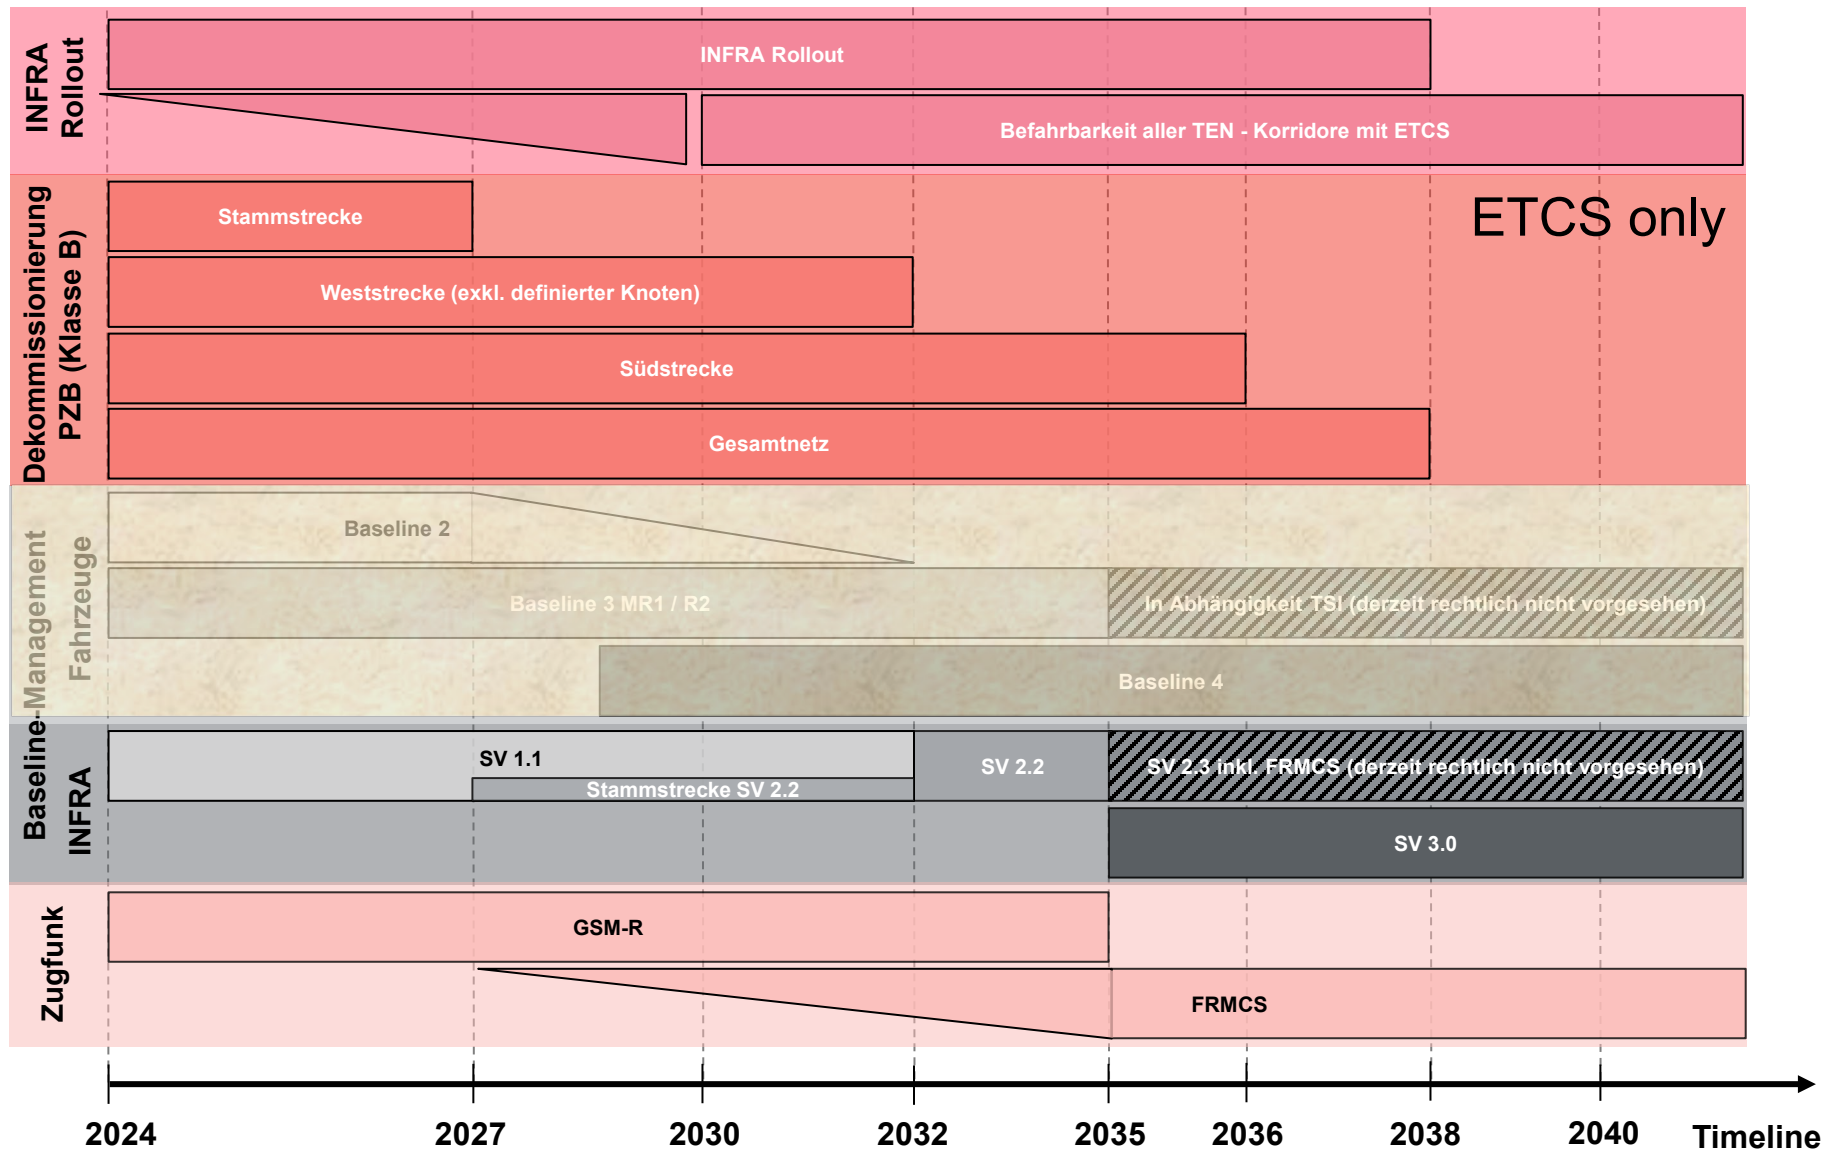 INFRA
Rollout
INFRA Rollout
Befahrbarkeit aller TEN - Korridore mit ETCS
Dekommissionierung
PZB (Klasse B)
ETCS only
Stammstrecke
Weststrecke (exkl. definierter Knoten)
Südstrecke
Gesamtnetz
Baseline-Management
Fahrzeuge
Baseline 2
Baseline 3 MR1 / R2
In Abhängigkeit TSI (derzeit rechtlich nicht vorgesehen)
Baseline 4
INFRA
SV 1.1
Stammstrecke SV 2.2
SV 2.2
SV 2.3 inkl. FRMCS (derzeit rechtlich nicht vorgesehen)
SV 3.0
Zugfunk
GSM-R
FRMCS
2024 2027 2030 2032 2035 2036 2038 2040 Timeline